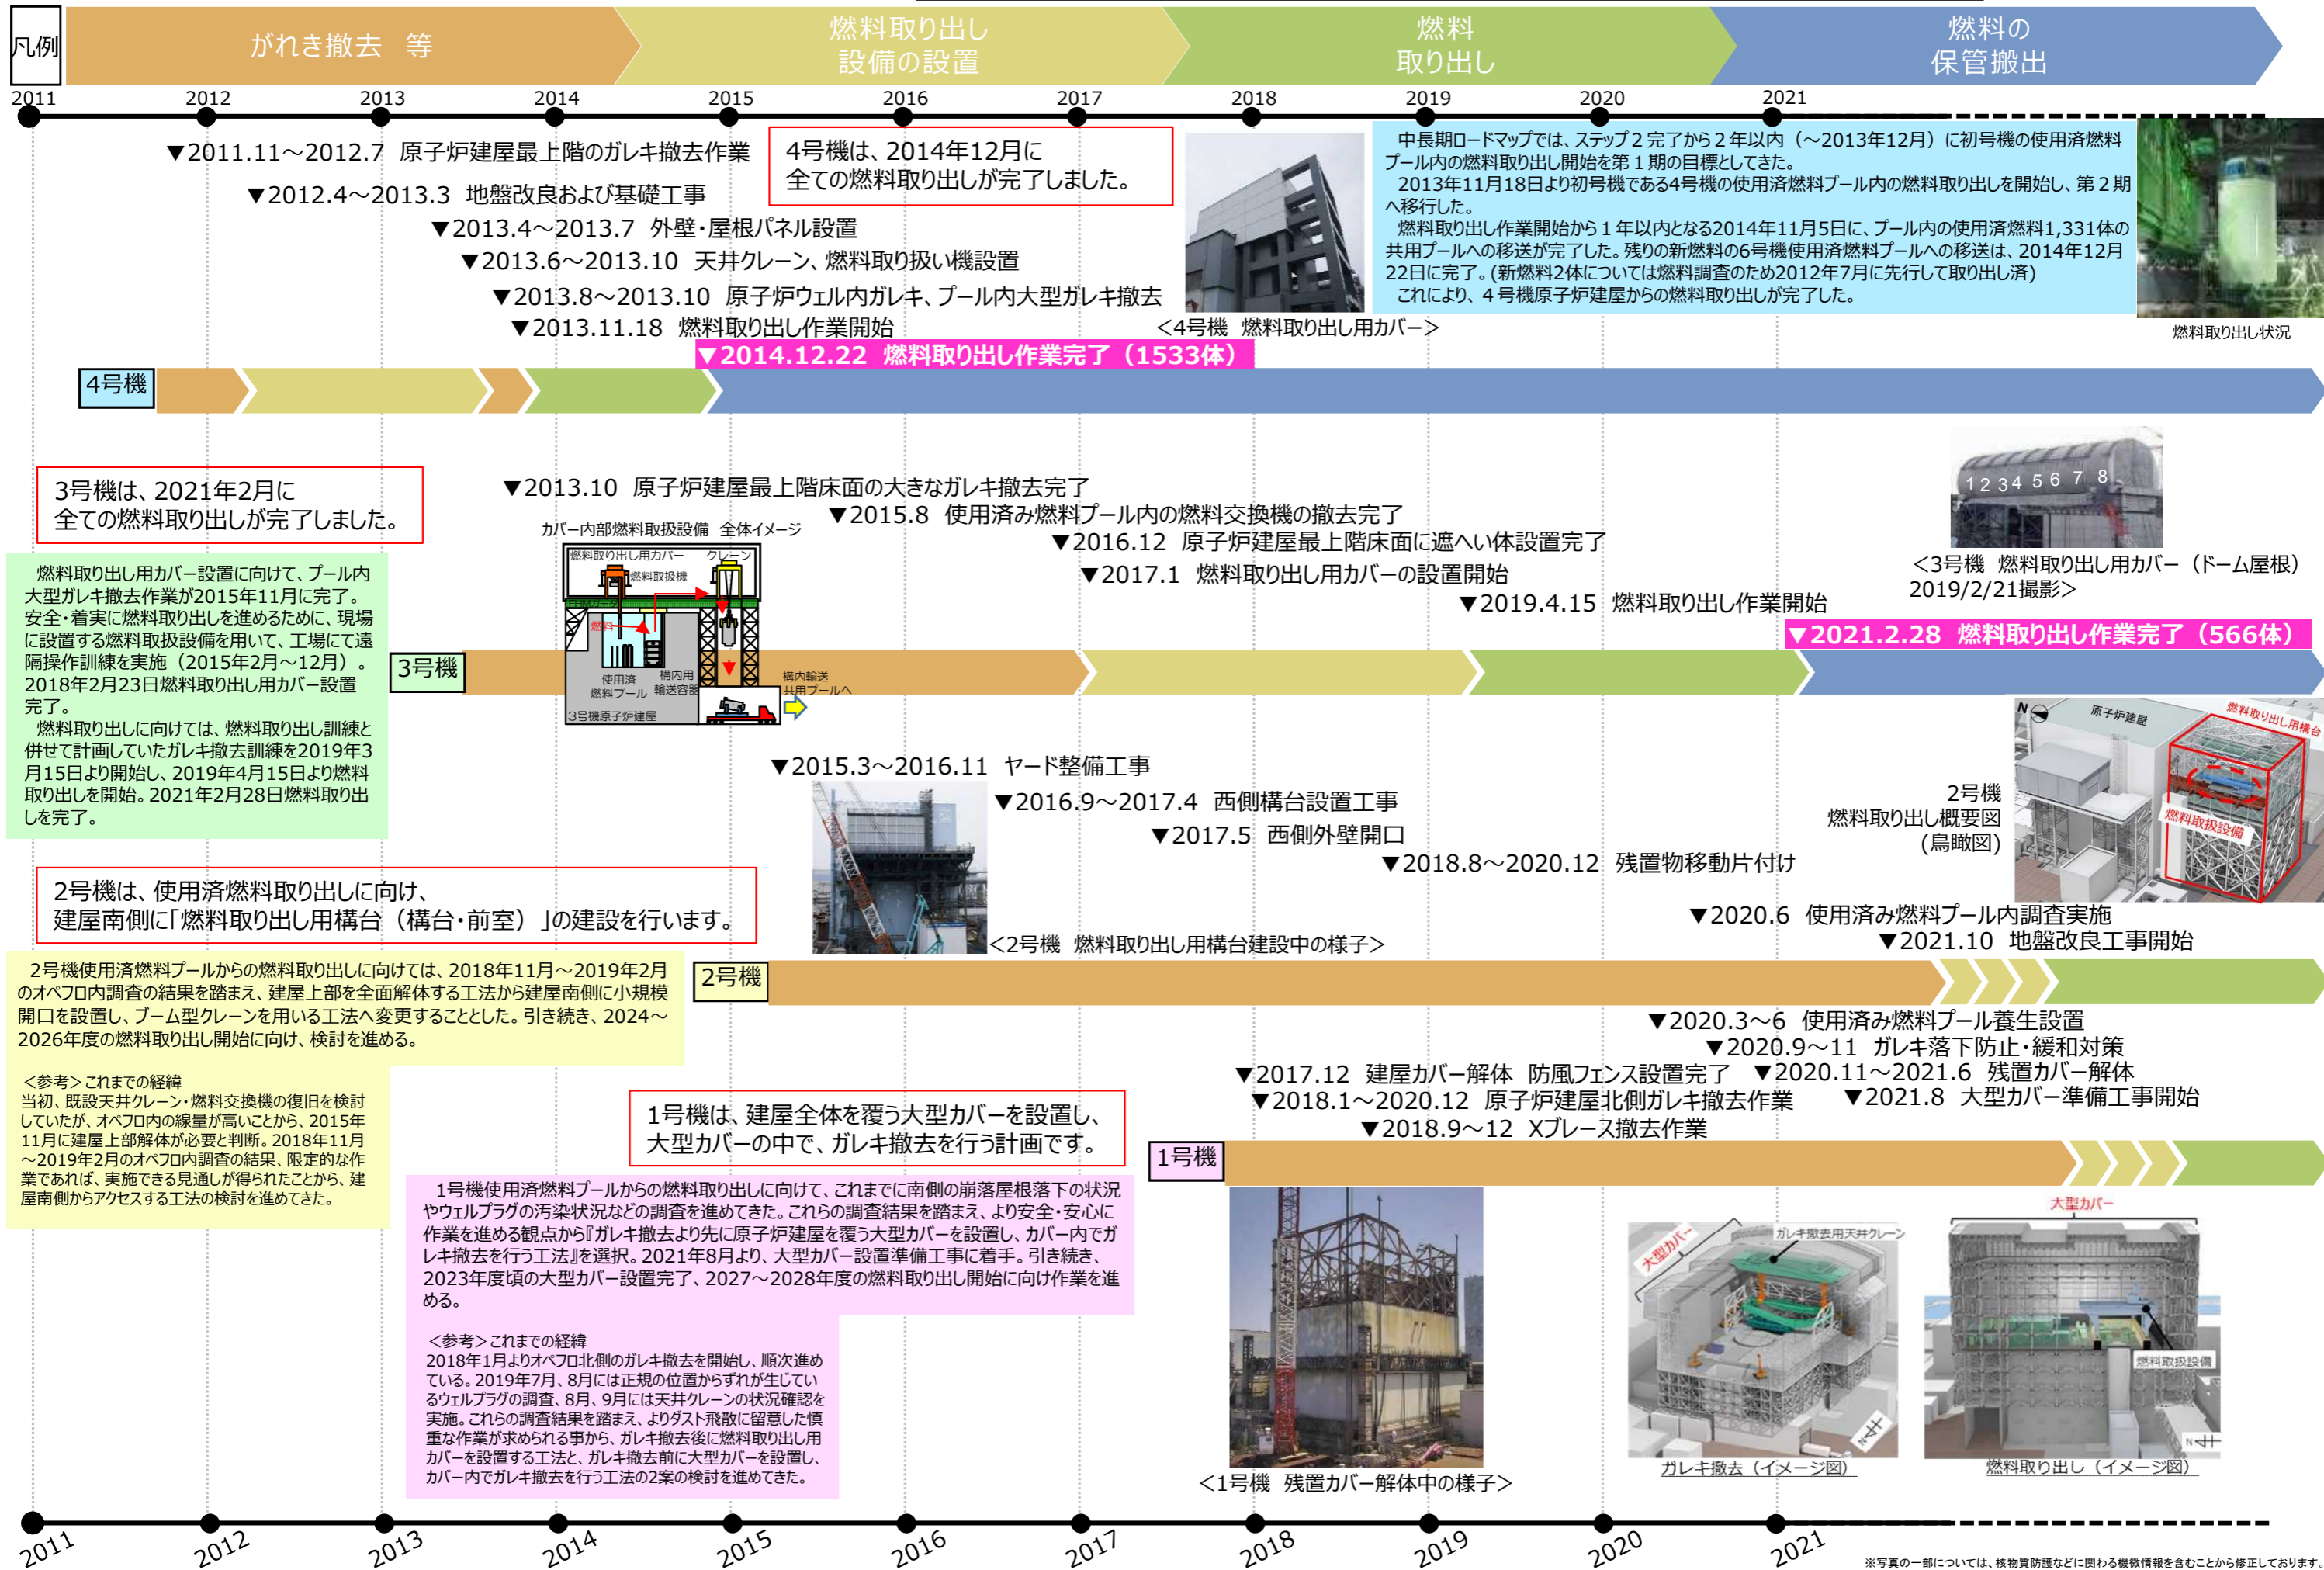 凡例
がれき撤去　等
燃料取り出し
設備の設置
燃料
取り出し
燃料の
保管搬出
2011
2012
2013
2014
2015
2016
2017
2018
2019
2020
2021
▼2011.11～2012.7 原子炉建屋最上階のガレキ撤去作業
▼2012.4～2013.3 地盤改良および基礎工事
▼2013.4～2013.7 外壁・屋根パネル設置
▼2013.6～2013.10 天井クレーン、燃料取り扱い機設置
▼2013.8～2013.10 原子炉ウェル内ガレキ、プール内大型ガレキ撤去
▼2013.11.18 燃料取り出し作業開始
▼2014.12.22 燃料取り出し作業完了（1533体）
4号機は、2014年12月に
全ての燃料取り出しが完了しました。
＜4号機 燃料取り出し用カバー＞
中長期ロードマップでは、ステップ２完了から２年以内（～2013年12月）に初号機の使用済燃料
プール内の燃料取り出し開始を第１期の目標としてきた。
2013年11月18日より初号機である4号機の使用済燃料プール内の燃料取り出しを開始し、第２期
へ移行した。
燃料取り出し作業開始から１年以内となる2014年11月5日に、プール内の使用済燃料1,331体の
共用プールへの移送が完了した。残りの新燃料の6号機使用済燃料プールへの移送は、2014年12月
22日に完了。(新燃料2体については燃料調査のため2012年7月に先行して取り出し済)
これにより、４号機原子炉建屋からの燃料取り出しが完了した。
燃料取り出し状況
4号機
3号機は、2021年2月に
全ての燃料取り出しが完了しました。
燃料取り出し用カバー設置に向けて、プール内
大型ガレキ撤去作業が2015年11月に完了。
安全・着実に燃料取り出しを進めるために、現場
に設置する燃料取扱設備を用いて、工場にて遠
隔操作訓練を実施（2015年2月～12月）。
2018年2月23日燃料取り出し用カバー設置
完了。
燃料取り出しに向けては、燃料取り出し訓練と
併せて計画していたガレキ撤去訓練を2019年3
月15日より開始し、2019年4月15日より燃料
取り出しを開始。2021年2月28日燃料取り出
しを完了。
▼2013.10 原子炉建屋最上階床面の大きなガレキ撤去完了
▼2015.8 使用済み燃料プール内の燃料交換機の撤去完了
▼2016.12 原子炉建屋最上階床面に遮へい体設置完了
▼2017.1 燃料取り出し用カバーの設置開始
▼2019.4.15 燃料取り出し作業開始
▼2021.2.28 燃料取り出し作業完了（566体）
カバー内部燃料取扱設備 全体イメージ
燃料取り出し用カバー
クレーン
燃料取扱機
使用済
燃料プール
構内用
輸送容器
3号機原子炉建屋
構内輸送
共用プールへ
1 2 3 4 5 6 7 8
＜3号機 燃料取り出し用カバー（ドーム屋根）
2019/2/21撮影＞
3号機
▼2015.3～2016.11 ヤード整備工事
▼2016.9～2017.4 西側構台設置工事
▼2017.5 西側外壁開口
▼2018.8～2020.12 残置物移動片付け
▼2020.6 使用済み燃料プール内調査実施
▼2021.10 地盤改良工事開始
＜2号機 燃料取り出し用構台建設中の様子＞
2号機
燃料取り出し概要図
(鳥瞰図)
N
原子炉建屋
燃料取り出し用構台
燃料取扱設備
2号機は、使用済燃料取り出しに向け、
建屋南側に「燃料取り出し用構台（構台・前室）」の建設を行います。
2号機使用済燃料プールからの燃料取り出しに向けては、2018年11月～2019年2月
のオペフロ内調査の結果を踏まえ、建屋上部を全面解体する工法から建屋南側に小規模
開口を設置し、ブーム型クレーンを用いる工法へ変更することとした。引き続き、2024～
2026年度の燃料取り出し開始に向け、検討を進める。
＜参考＞これまでの経緯
当初、既設天井クレーン・燃料交換機の復旧を検討
していたが、オペフロ内の線量が高いことから、2015年
11月に建屋上部解体が必要と判断。2018年11月
～2019年2月のオペフロ内調査の結果、限定的な作
業であれば、実施できる見通しが得られたことから、建
屋南側からアクセスする工法の検討を進めてきた。
2号機
▼2020.3～6 使用済み燃料プール養生設置
▼2020.9～11 ガレキ落下防止・緩和対策
▼2017.12 建屋カバー解体 防風フェンス設置完了
▼2020.11～2021.6 残置カバー解体
▼2018.1～2020.12 原子炉建屋北側ガレキ撤去作業
▼2021.8 大型カバー準備工事開始
▼2018.9～12 Xブレース撤去作業
1号機は、建屋全体を覆う大型カバーを設置し、
大型カバーの中で、ガレキ撤去を行う計画です。
1号機
1号機使用済燃料プールからの燃料取り出しに向けて、これまでに南側の崩落屋根落下の状況
やウェルプラグの汚染状況などの調査を進めてきた。これらの調査結果を踏まえ、より安全・安心に
作業を進める観点から『ガレキ撤去より先に原子炉建屋を覆う大型カバーを設置し、カバー内でガ
レキ撤去を行う工法』を選択。2021年8月より、大型カバー設置準備工事に着手。引き続き、
2023年度頃の大型カバー設置完了、2027～2028年度の燃料取り出し開始に向け作業を進
める。
＜参考＞これまでの経緯
2018年1月よりオペフロ北側のガレキ撤去を開始し、順次進め
ている。2019年7月、8月には正規の位置からずれが生じてい
るウェルプラグの調査、8月、9月には天井クレーンの状況確認を
実施。これらの調査結果を踏まえ、よりダスト飛散に留意した慎
重な作業が求められる事から、ガレキ撤去後に燃料取り出し用
カバーを設置する工法と、ガレキ撤去前に大型カバーを設置し、
カバー内でガレキ撤去を行う工法の2案の検討を進めてきた。
＜1号機 残置カバー解体中の様子＞
大型カバー
ガレキ撤去用天井クレーン
N
ガレキ撤去（イメージ図）
大型カバー
燃料取扱設備
N
燃料取り出し（イメージ図）
2011
2012
2013
2014
2015
2016
2017
2018
2019
2020
2021
※写真の一部については、核物質防護などに関わる機微情報を含むことから修正しております。